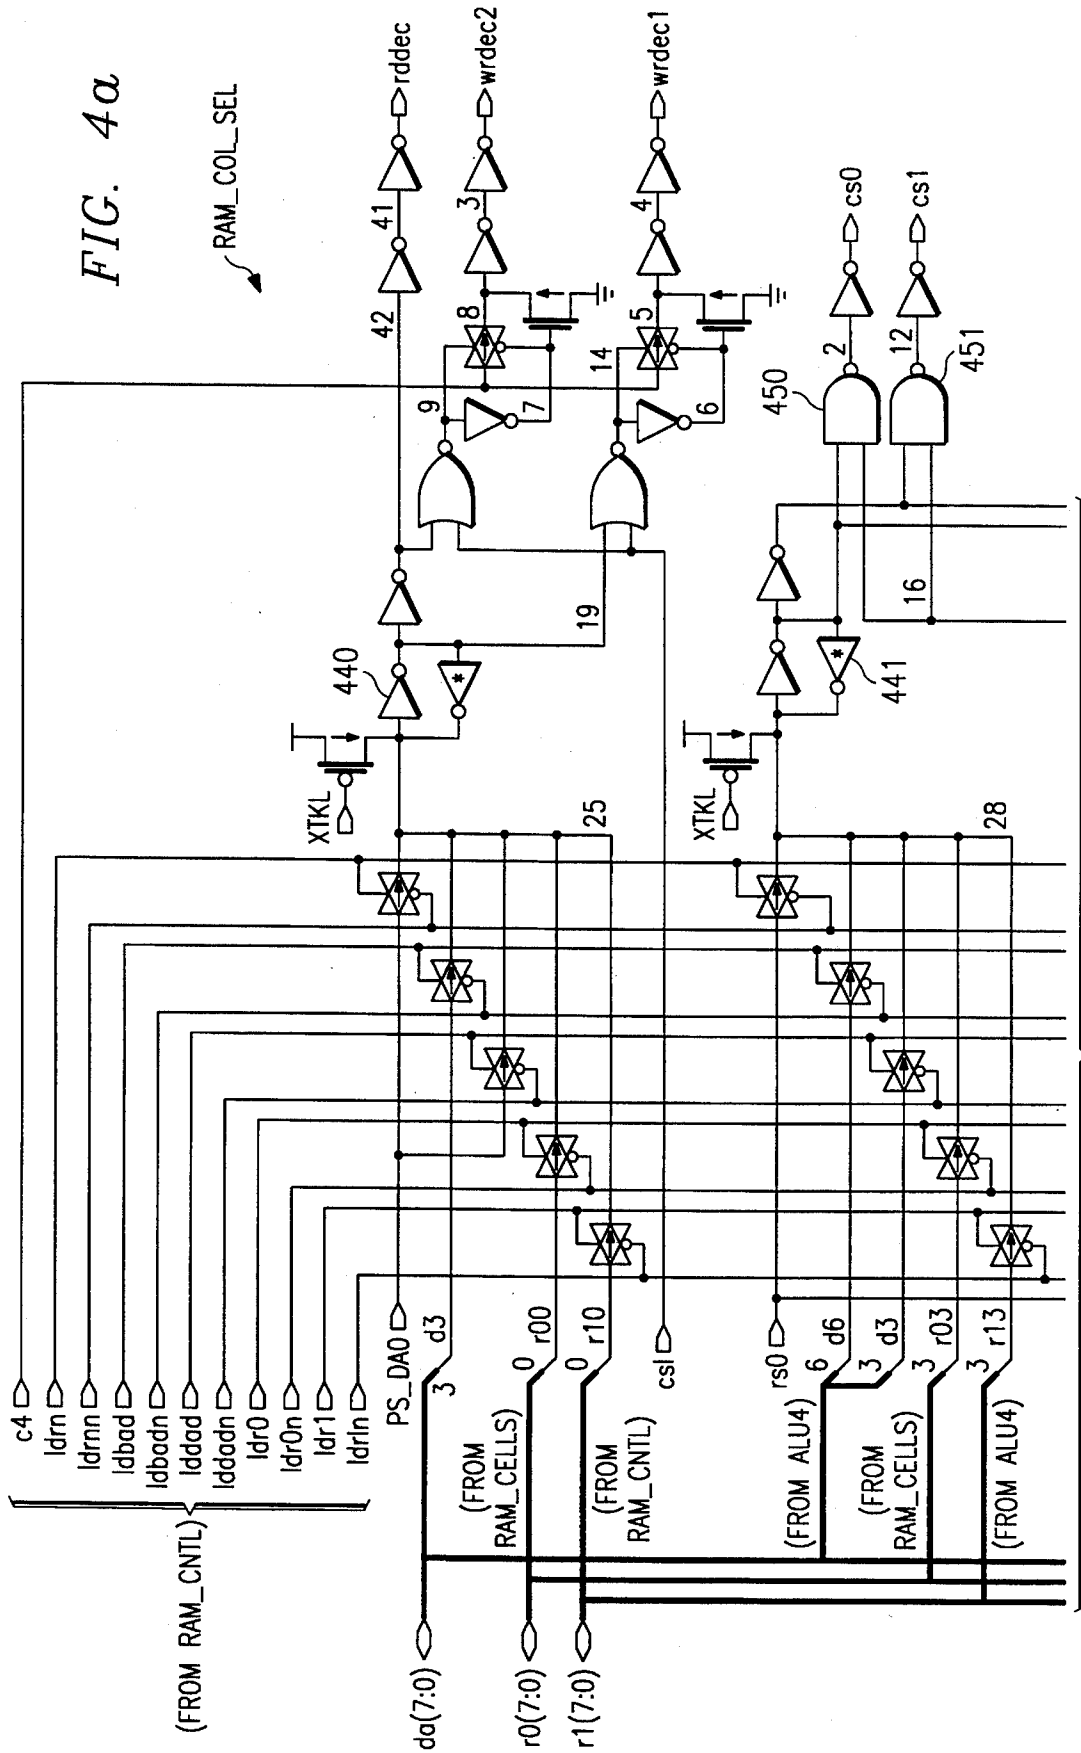 FIG. 4a
RAM_COL_SEL
c4
ldrn
ldrnn
ldbad
ldbadn
lddad
lddadn
ldr0
ldr0n
ldr1
ldr1n
(FROM RAM_CNTL)
PS_DA0
da(7:0)
3
d3
r0(7:0)
(FROM
RAM_CELLS)
0
r00
r1(7:0)
(FROM
RAM_CNTL)
0
r10
csl
rs0
(FROM ALU4)
6
d6
3
d3
(FROM
RAM_CELLS)
3
r03
(FROM ALU4)
3
r13
XTKL
25
440
19
42
41
rddec
9
7
8
3
wrdec2
14
6
5
4
wrdec1
XTKL
28
441
16
450
2
cs0
451
12
cs1